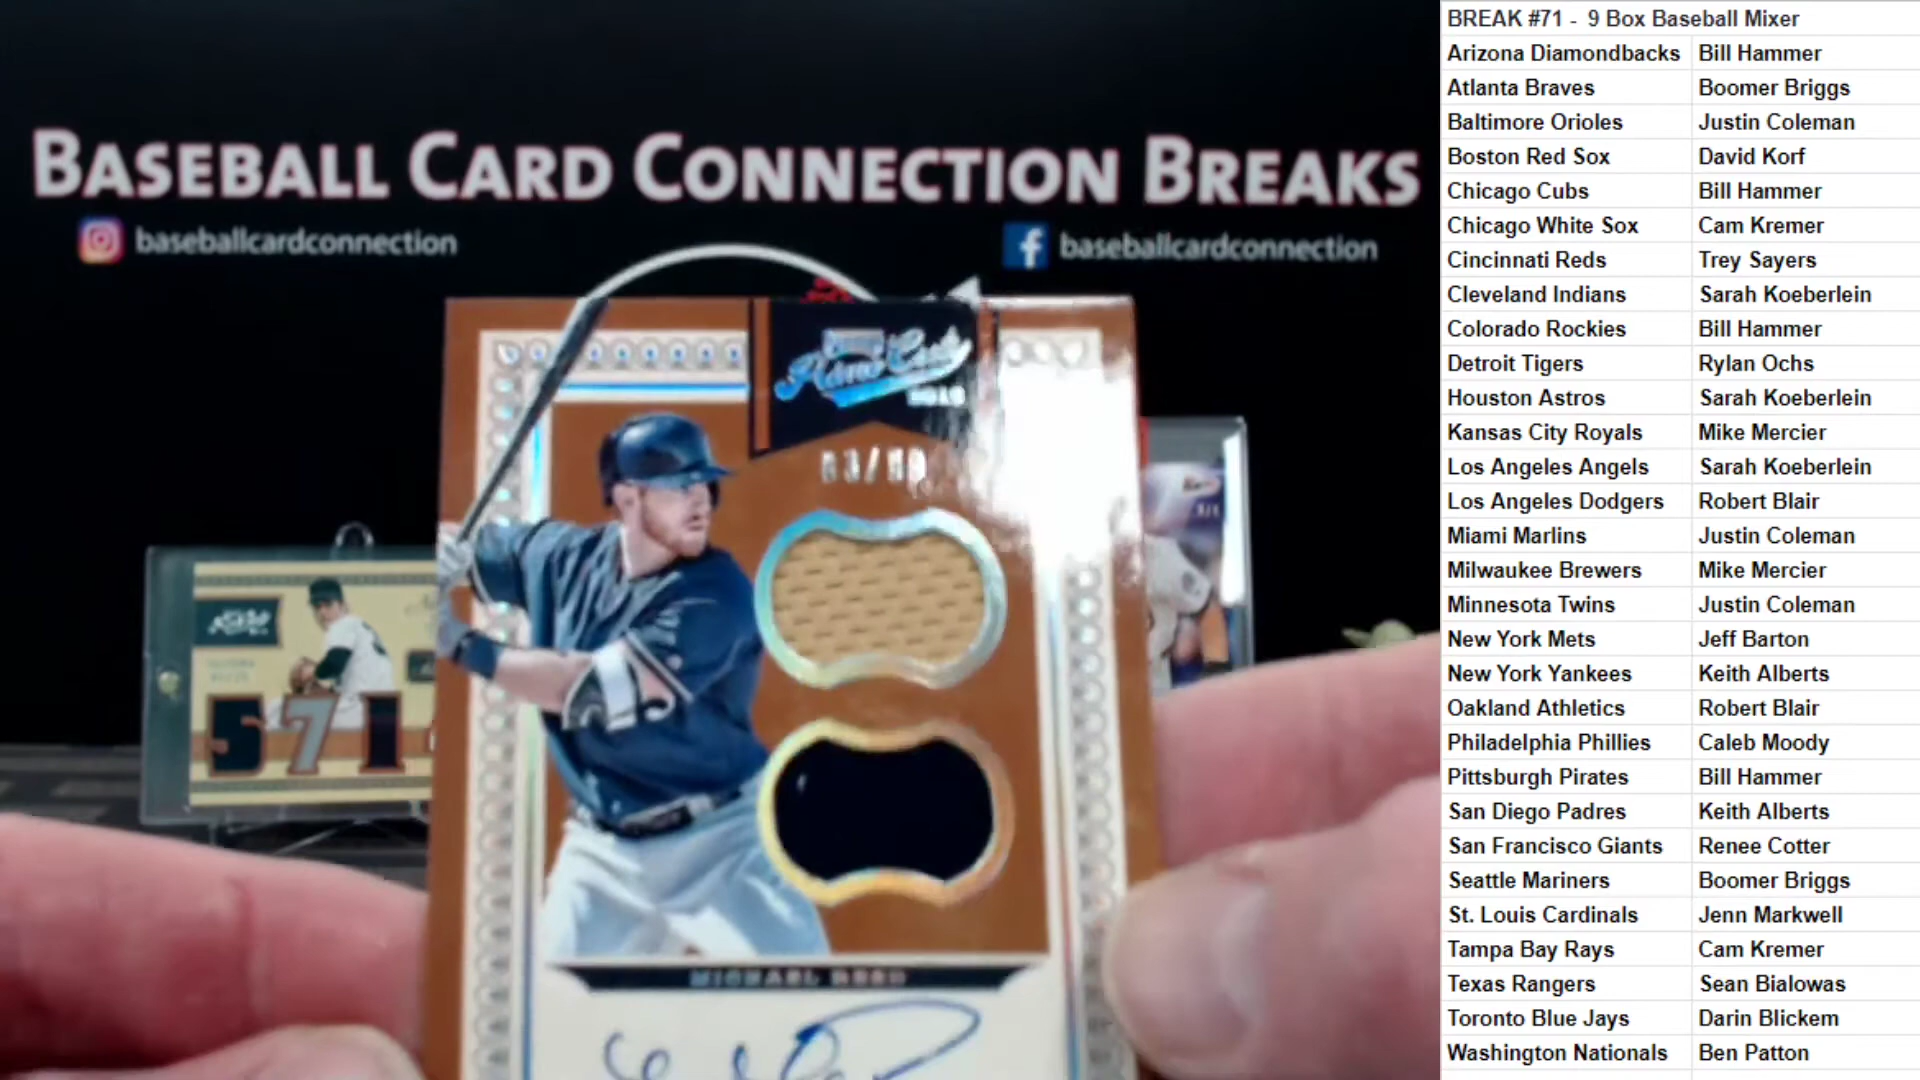 BASEBALL CARD CONNECTION BREAKS
baseballcardconnection
baseballcardconnection
MICHAEL REED
BREAK #71 - 9 Box Baseball Mixer
Arizona Diamondbacks Bill Hammer
Atlanta Braves Boomer Briggs
Baltimore Orioles Justin Coleman
Boston Red Sox David Korf
Chicago Cubs Bill Hammer
Chicago White Sox Cam Kremer
Cincinnati Reds Trey Sayers
Cleveland Indians Sarah Koeberlein
Colorado Rockies Bill Hammer
Detroit Tigers Rylan Ochs
Houston Astros Sarah Koeberlein
Kansas City Royals Mike Mercier
Los Angeles Angels Sarah Koeberlein
Los Angeles Dodgers Robert Blair
Miami Marlins Justin Coleman
Milwaukee Brewers Mike Mercier
Minnesota Twins Justin Coleman
New York Mets Jeff Barton
New York Yankees Keith Alberts
Oakland Athletics Robert Blair
Philadelphia Phillies Caleb Moody
Pittsburgh Pirates Bill Hammer
San Diego Padres Keith Alberts
San Francisco Giants Renee Cotter
Seattle Mariners Boomer Briggs
St. Louis Cardinals Jenn Markwell
Tampa Bay Rays Cam Kremer
Texas Rangers Sean Bialowas
Toronto Blue Jays Darin Blickem
Washington Nationals Ben Patton